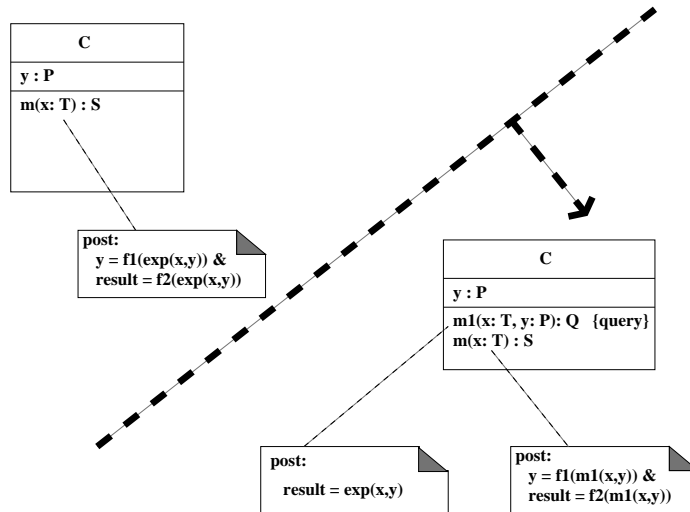 C
y : P
m(x: T) : S
post:
y = f1(exp(x,y)) &
result = f2(exp(x,y))
C
y : P
m1(x: T, y: P): Q {query}
m(x: T) : S
post:
result = exp(x,y)
post:
y = f1(m1(x,y)) &
result = f2(m1(x,y))